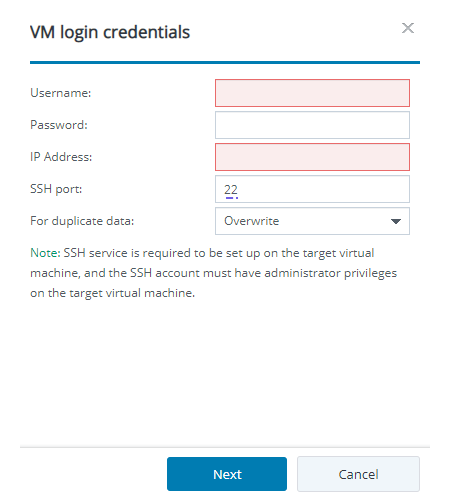 VM login credentials
Username:
Password:
IP Address:
SSH port: 22
For duplicate data: Overwrite
Note: SSH service is required to be set up on the target virtual
machine, and the SSH account must have administrator privileges
on the target virtual machine.
Next Cancel